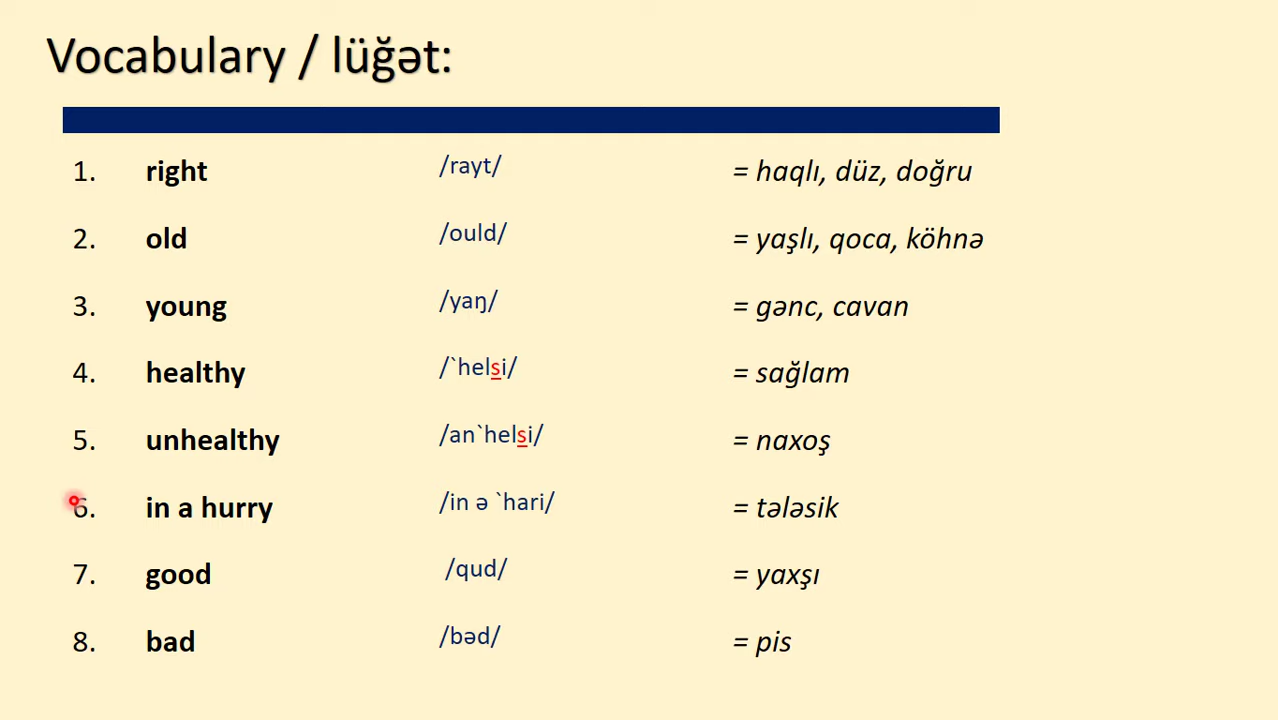 Vocabulary / lüğət:
1. right /rayt/ = haqlı, düz, doğru
2. old /ould/ = yaşlı, qoca, köhnə
3. young /yaŋ/ = gənc, cavan
4. healthy /`helsi/ = sağlam
5. unhealthy /an`helsi/ = naxoş
6. in a hurry /in ə `hari/ = tələsik
7. good /qud/ = yaxşı
8. bad /bəd/ = pis